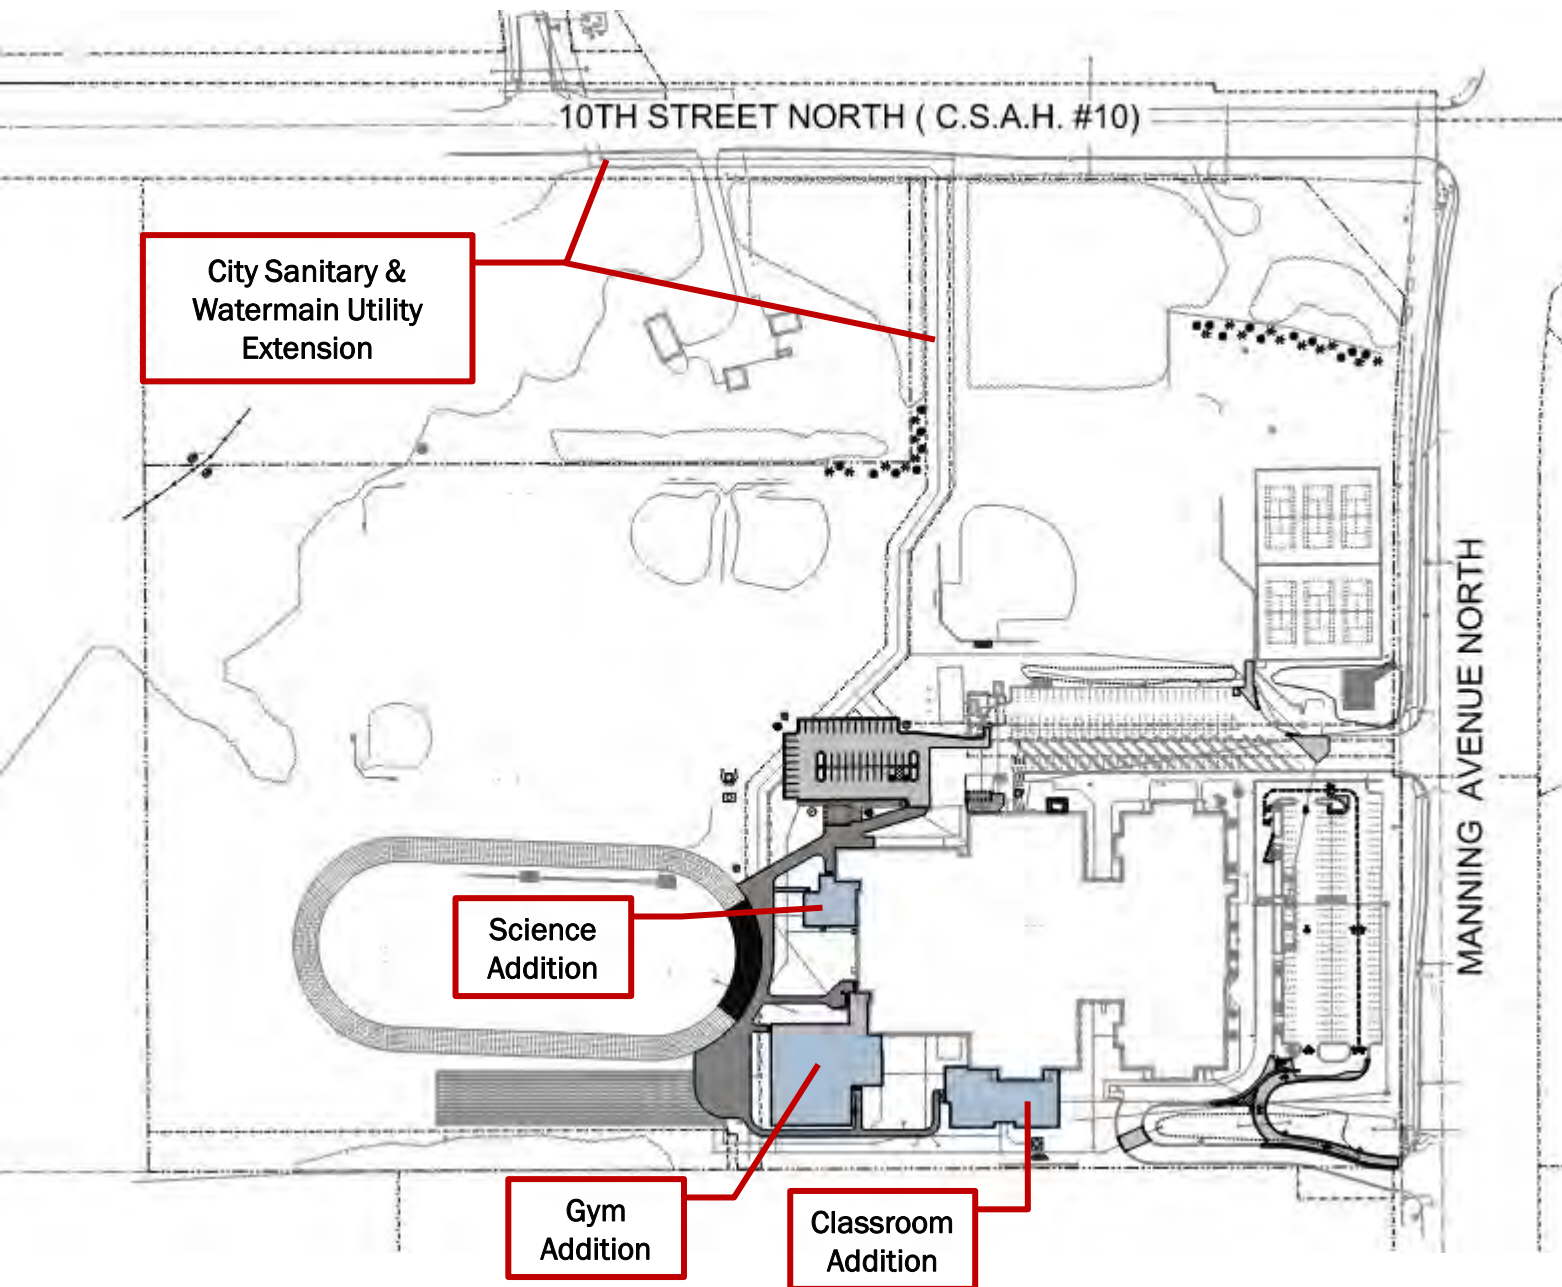 10TH STREET NORTH ( C.S.A.H. #10)
City Sanitary &
Watermain Utility
Extension
MANNING AVENUE NORTH
Science
Addition
Gym
Addition
Classroom
Addition